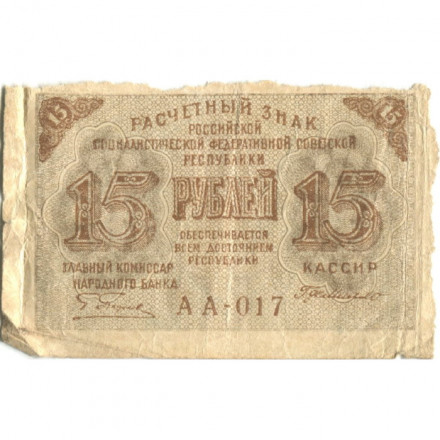 15 15
РАСЧЕТНЫЙ ЗНАК
РОССИЙСКОЙ
СОЦИАЛИСТИЧЕСКОЙ ФЕДЕРАТИВНОЙ СОВЕТСКОЙ
РЕСПУБЛИКИ
15 РУБЛЕЙ 15
ОБЕСПЕЧИВАЕТСЯ
ВСЕМ ДОСТОЯНИЕМ
РЕСПУБЛИКИ
ГЛАВНЫЙ КОМИССАР
НАРОДНОГО БАНКА
КАССИР
АА-017